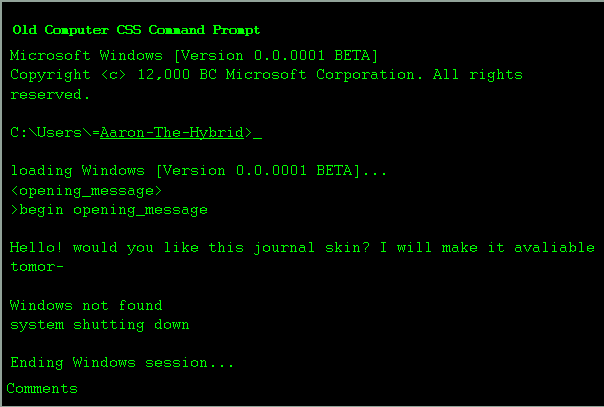 Old Computer CSS Command Prompt
Microsoft Windows [Version 0.0.0001 BETA]
Copyright <c> 12,000 BC Microsoft Corporation. All rights
reserved.
C:\Users\=Aaron-The-Hybrid>_
loading Windows [Version 0.0.0001 BETA]...
<opening_message>
>begin opening_message
Hello! would you like this journal skin? I will make it avaliable
tomor-
Windows not found
system shutting down
Ending Windows session...
Comments